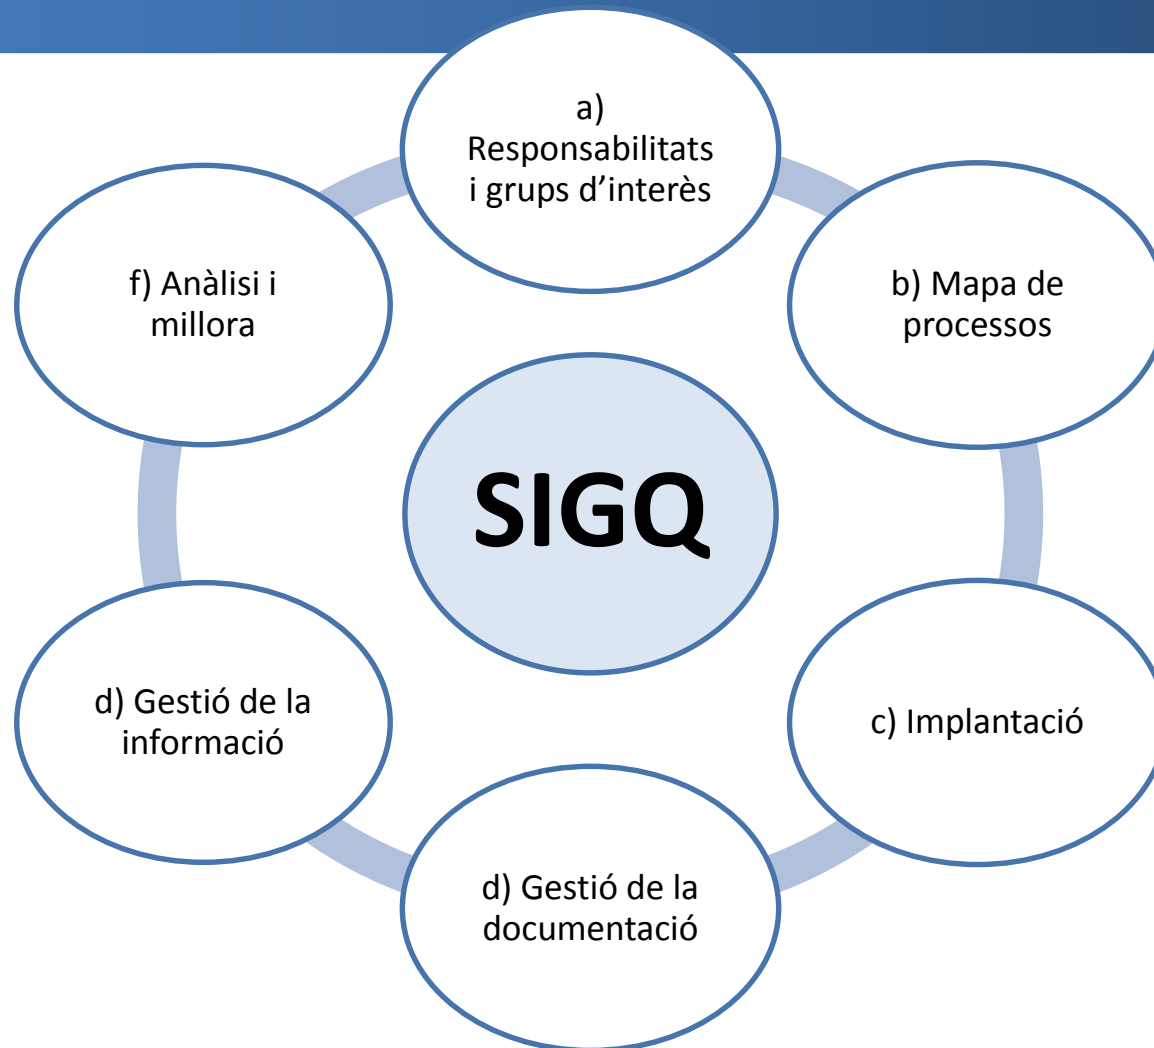 a)
Responsabilitats
i grups d’interès
b) Mapa de
processos
c) Implantació
d) Gestió de la
documentació
d) Gestió de la
informació
f) Anàlisi i
millora
SIGQ